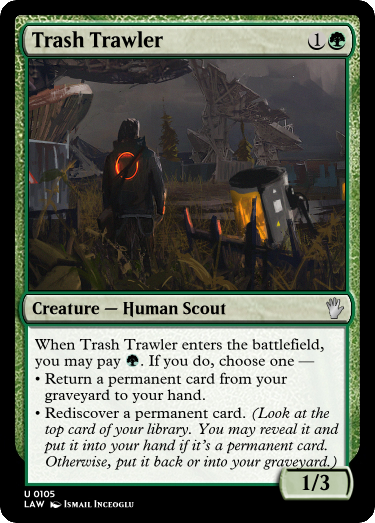 Trash Trawler 1
Creature — Human Scout
When Trash Trawler enters the battlefield,
you may pay . If you do, choose one —
• Return a permanent card from your
graveyard to your hand.
• Rediscover a permanent card. (Look at the
top card of your library. You may reveal it and
put it into your hand if it's a permanent card.
Otherwise, put it back or into your graveyard.)
1/3
U 0105
LAW Ismail Inceoglu